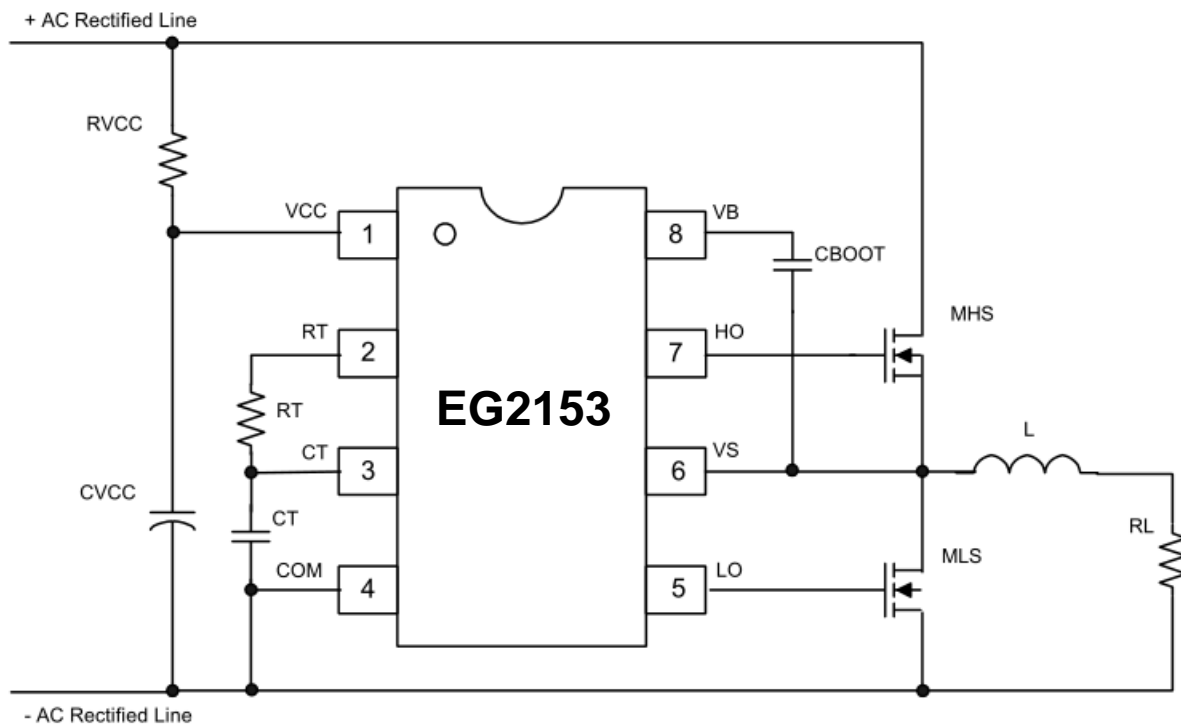 + AC Rectified Line
RVCC
VCC
1
8
VB
CBOOT
RT
2
7
HO
MHS
RT
EG2153
CT
3
6
VS
L
CVCC
CT
RL
COM
4
5
LO
MLS
- AC Rectified Line